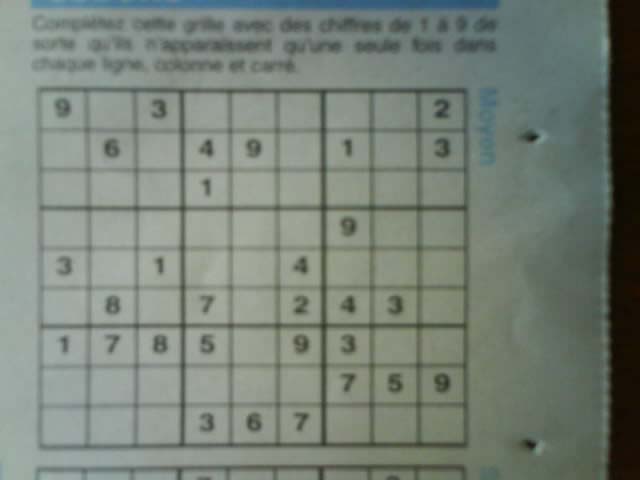 Complétez cette grille avec des chiffres de 1 à 9 de
sorte qu'ils n'apparaissent qu'une seule fois dans
chaque ligne, colonne et carré.
Moyen
9 3 2
6 4 9 1 3
1
9
3 1 4
8 7 2 4 3
1 7 8 5 9 3
7 5 9
3 6 7